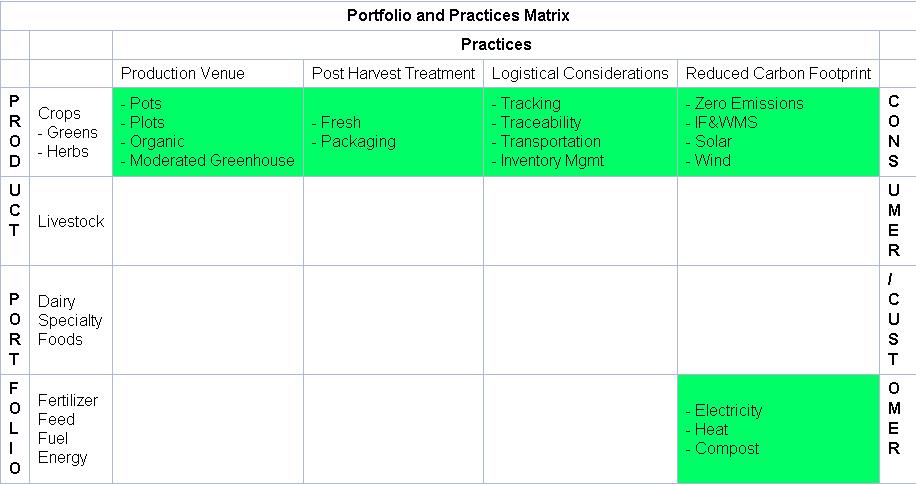 Portfolio and Practices Matrix
Practices
Production Venue
Post Harvest Treatment
Logistical Considerations
Reduced Carbon Footprint
P
R
O
D
Crops
- Greens
- Herbs
- Pots
- Plots
- Organic
- Moderated Greenhouse
- Fresh
- Packaging
- Tracking
- Traceability
- Transportation
- Inventory Mgmt
- Zero Emissions
- IF&WMS
- Solar
- Wind
C
O
N
S
U
C
T
Livestock
U
M
E
R
P
O
R
T
Dairy
Specialty
Foods
/
C
U
S
T
F
O
L
I
O
Fertilizer
Feed
Fuel
Energy
- Electricity
- Heat
- Compost
O
M
E
R